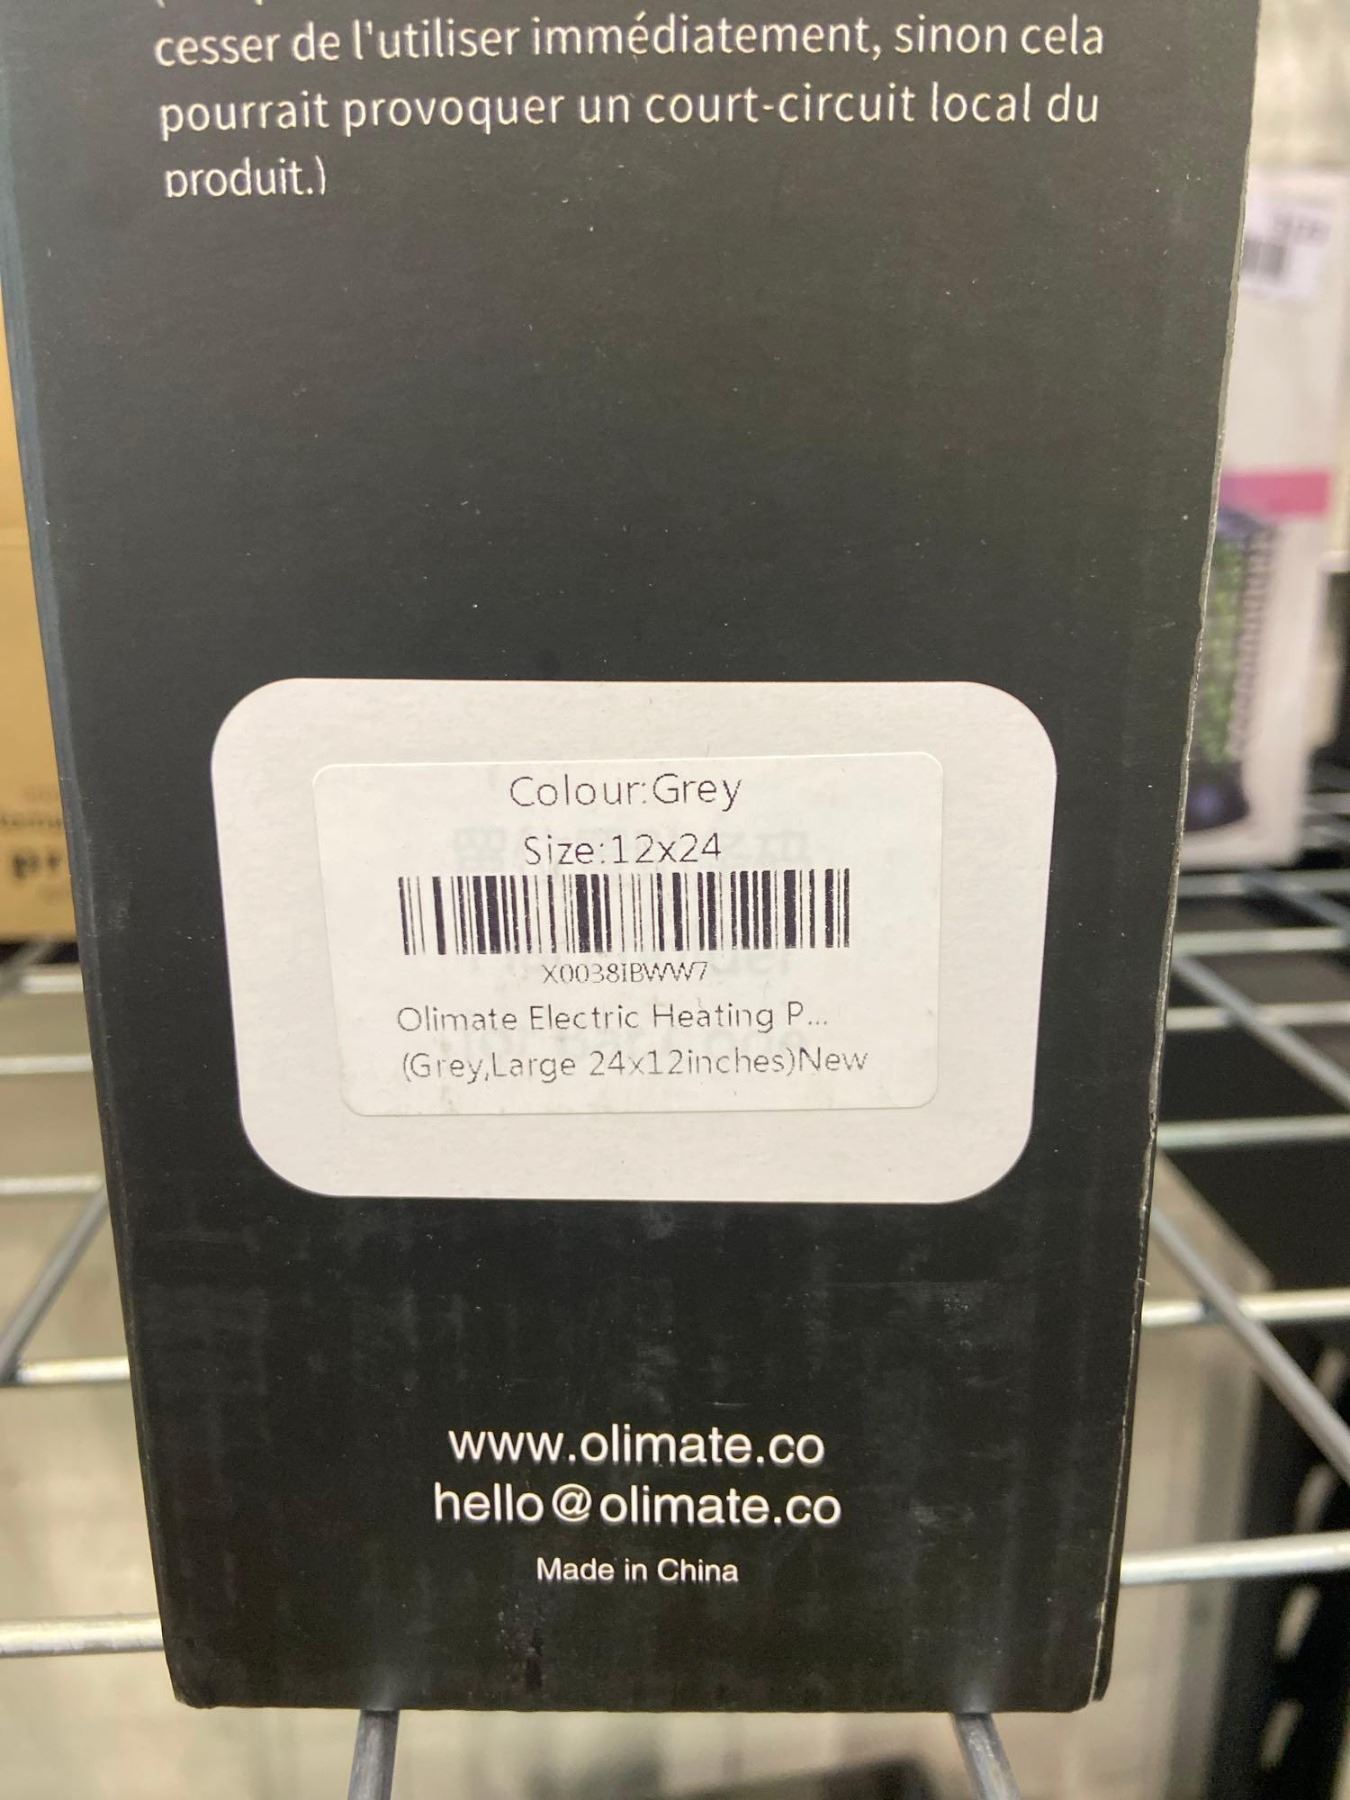 cesser de l'utiliser immédiatement, sinon cela
pourrait provoquer un court-circuit local du
produit.)
Colour:Grey
Size:12x24
X0038IBWW7
Olimate Electric Heating P...
(Grey,Large 24x12inches)New
www.olimate.co
hello@olimate.co
Made in China